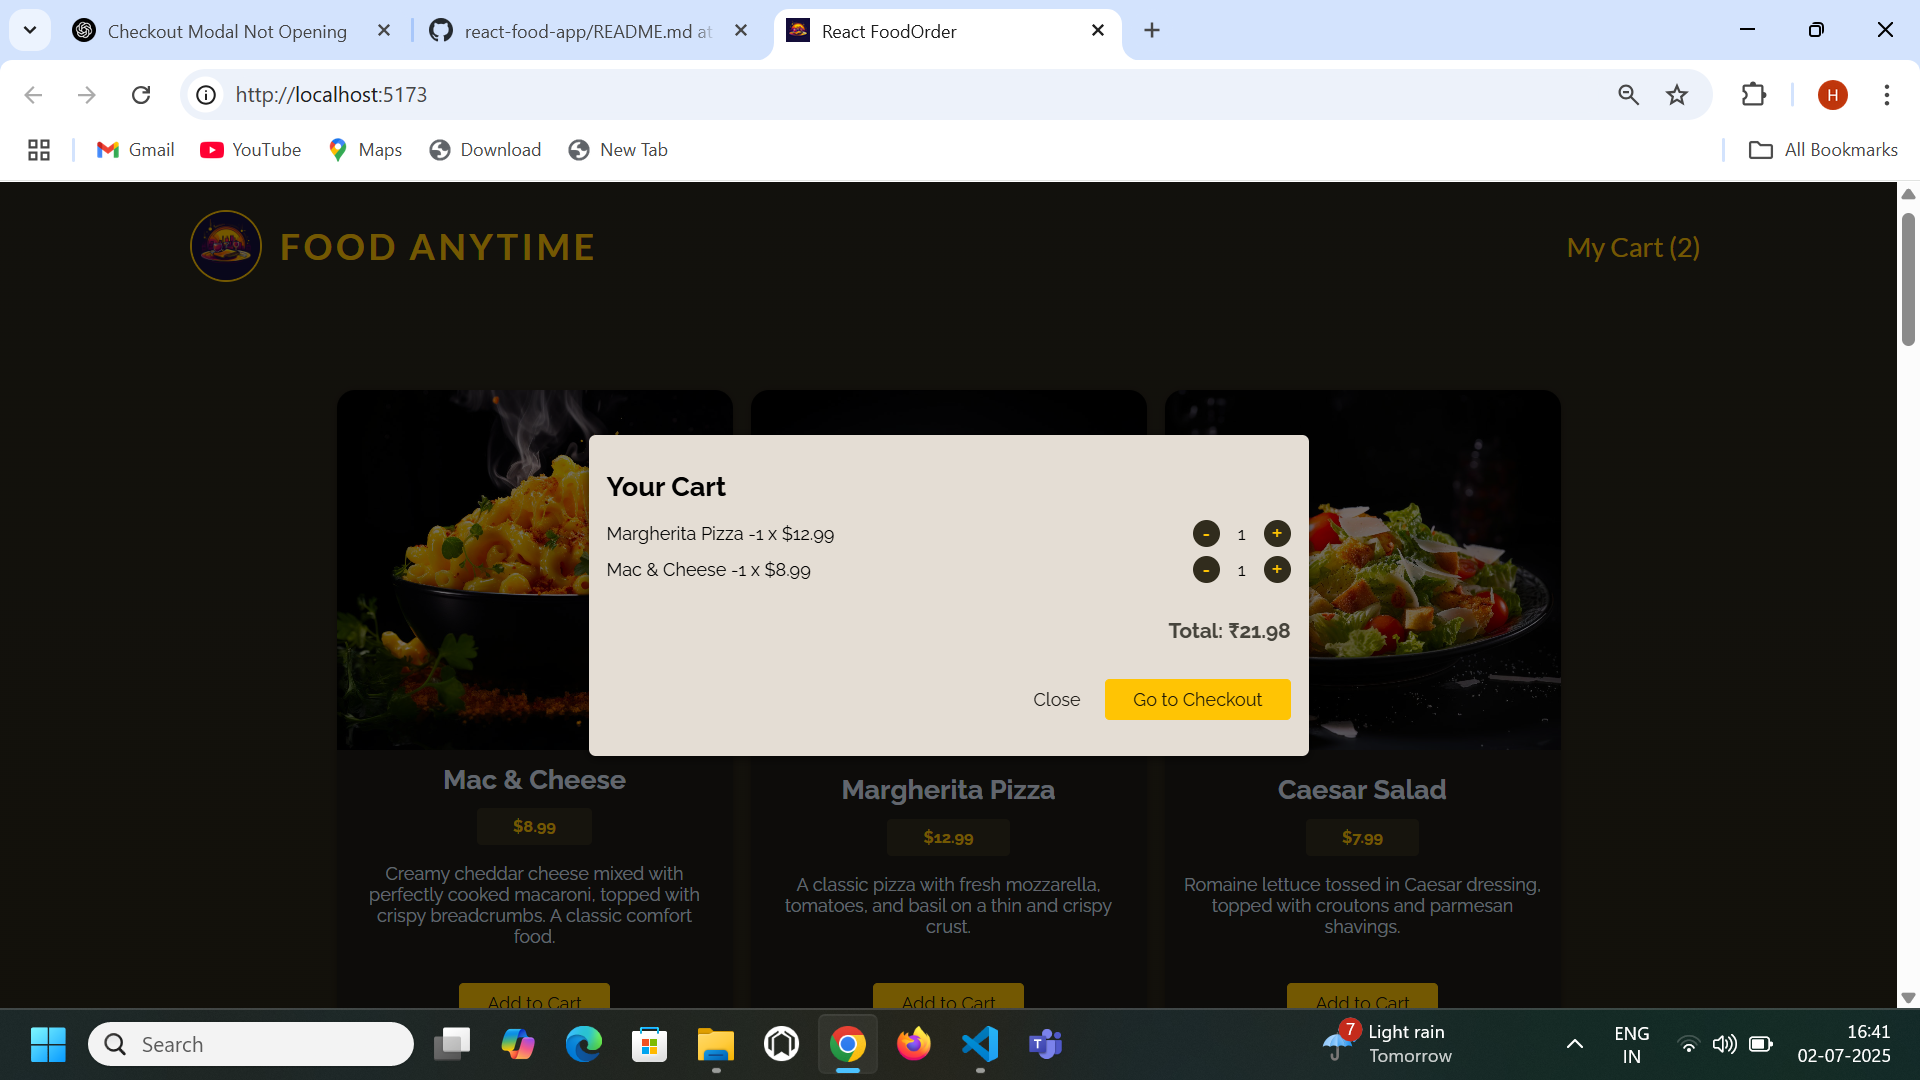 Checkout Modal Not Opening
react-food-app/README.md at
React FoodOrder
http://localhost:5173
H
Gmail
YouTube
Maps
Download
New Tab
All Bookmarks
FOOD ANYTIME
My Cart (2)
Your Cart
Margherita Pizza -1 x $12.99
- 1 +
Mac & Cheese -1 x $8.99
- 1 +
Total: ₹21.98
Close
Go to Checkout
Mac & Cheese
$8.99
Creamy cheddar cheese mixed with
perfectly cooked macaroni, topped with
crispy breadcrumbs. A classic comfort
food.
Add to Cart
Margherita Pizza
$12.99
A classic pizza with fresh mozzarella,
tomatoes, and basil on a thin and crispy
crust.
Add to Cart
Caesar Salad
$7.99
Romaine lettuce tossed in Caesar dressing,
topped with croutons and parmesan
shavings.
Add to Cart
Search
T
7
Light rain
Tomorrow
ENG
IN
16:41
02-07-2025